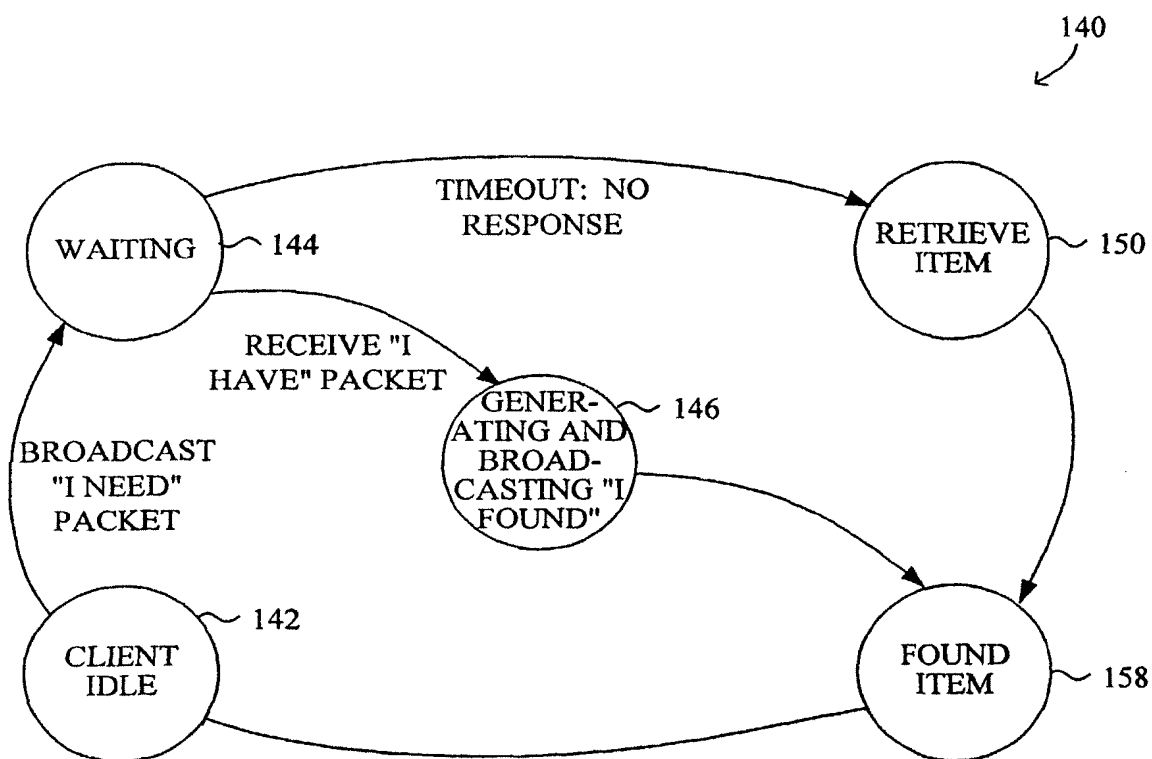 140
TIMEOUT: NO
RESPONSE
WAITING
144
RETRIEVE
ITEM
150
RECEIVE "I
HAVE" PACKET
GENER-
ATING AND
BROAD-
CASTING "I
FOUND"
146
BROADCAST
"I NEED"
PACKET
CLIENT
IDLE
142
FOUND
ITEM
158